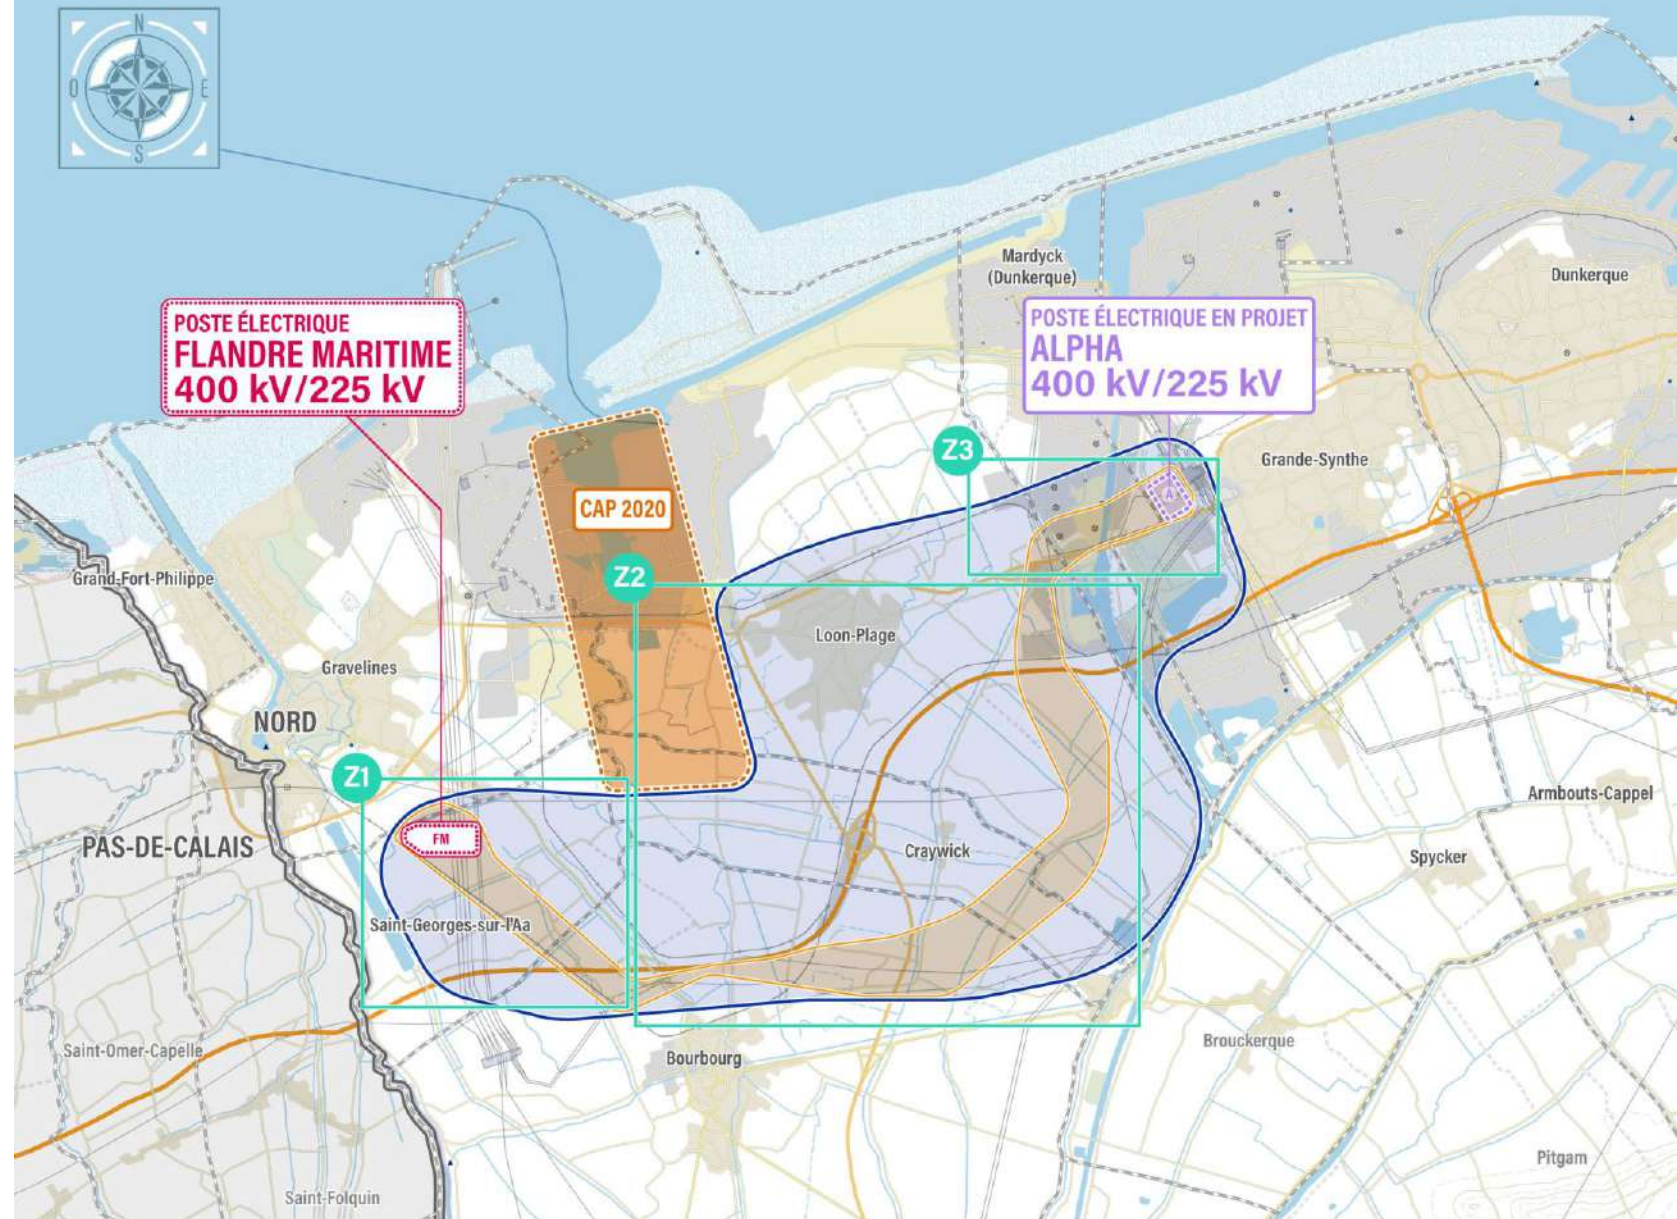 N
O
E
S
Mardyck
(Dunkerque)
Dunkerque
POSTE ÉLECTRIQUE
FLANDRE MARITIME
400 kV/225 kV
POSTE ÉLECTRIQUE EN PROJET
ALPHA
400 kV/225 kV
Z3
Grande-Synthe
A
CAP 2020
Z2
Grand-Fort-Philippe
Loon-Plage
Gravelines
NORD
Z1
Armbouts-Cappel
PAS-DE-CALAIS
FM
Craywick
Spycker
Saint-Georges-sur-l'Aa
Saint-Omer-Capelle
Bourbourg
Brouckerque
Pitgam
Saint-Folquin